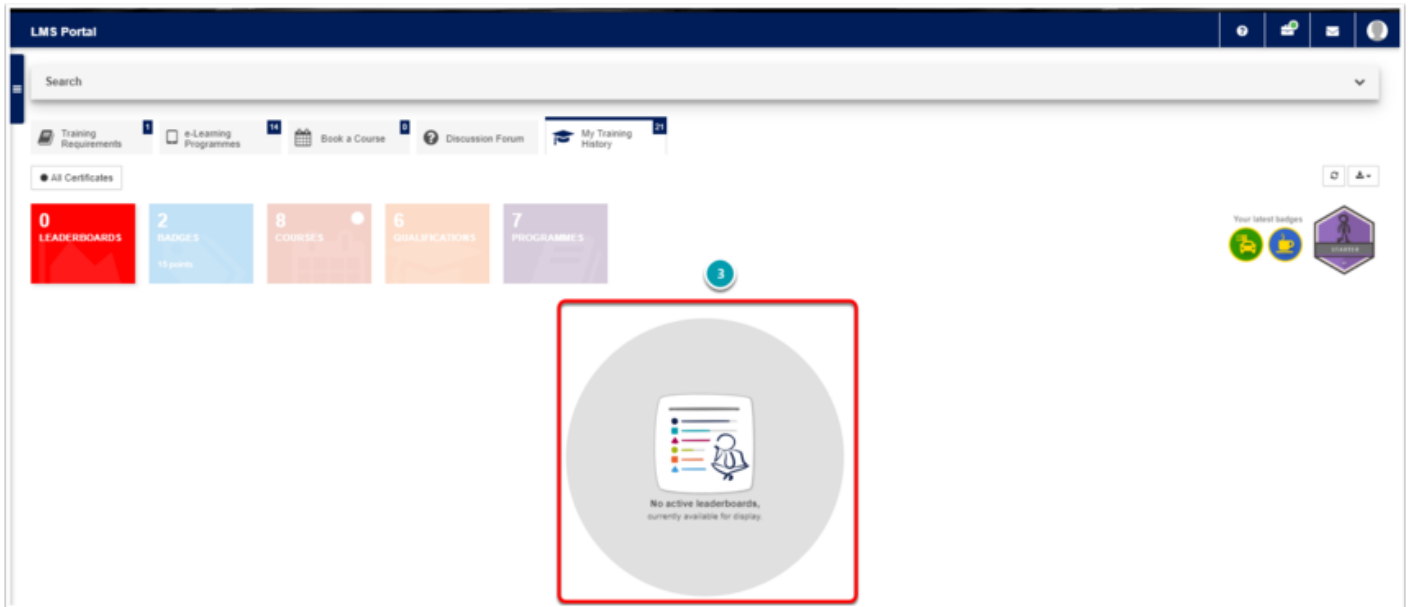 LMS Portal
Search
Training
Requirements
1
e-Learning
Programmes
14
Book a Course
0
Discussion Forum
My Training
History
21
All Certificates
0
LEADERBOARDS
2
BADGES
10 points
8
COURSES
6
QUALIFICATIONS
7
PROGRAMMES
Your latest badges
STARTER
3
No active leaderboards,
currently available for display.